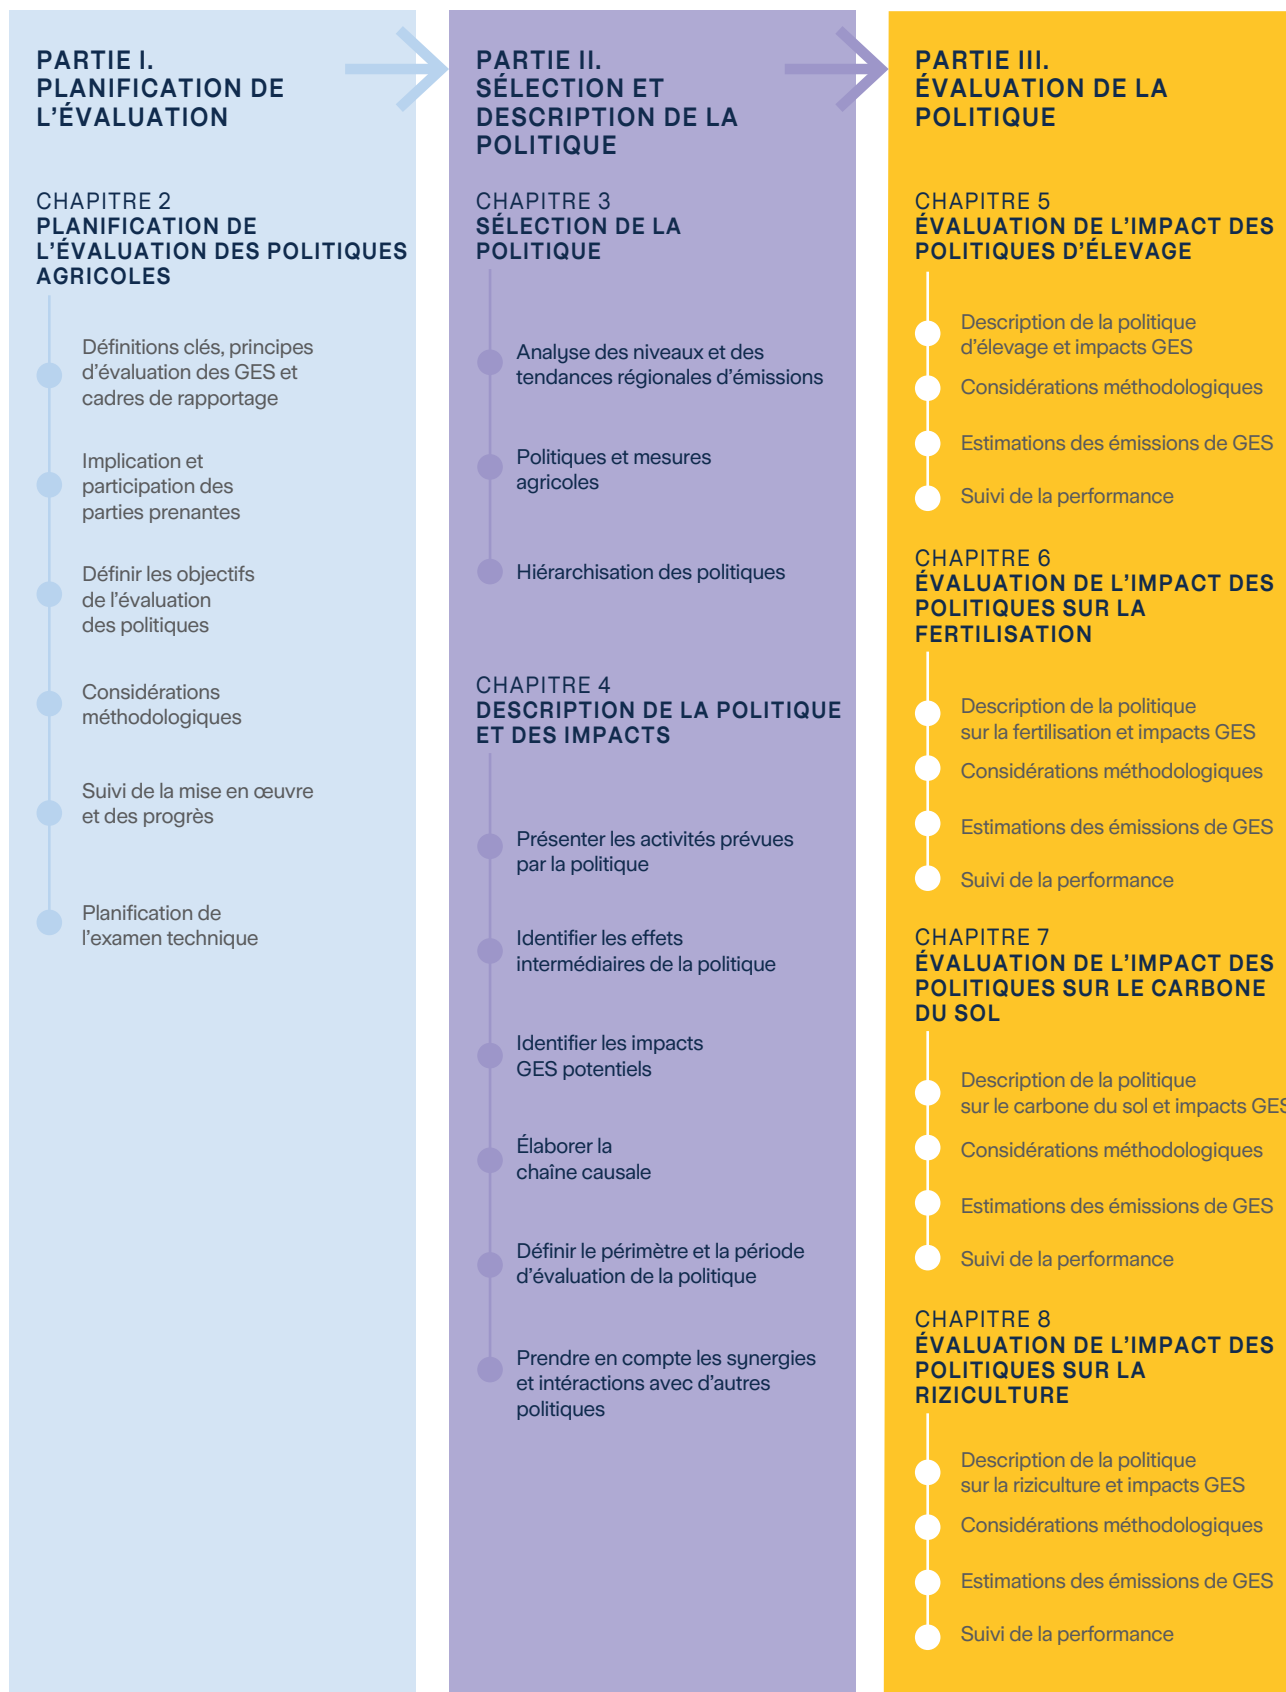 PARTIE I.
PLANIFICATION DE
L’ÉVALUATION
CHAPITRE 2
PLANIFICATION DE
L’ÉVALUATION DES POLITIQUES
AGRICOLES
Définitions clés, principes
d’évaluation des GES et
cadres de rapportage
Implication et
participation des
parties prenantes
Définir les objectifs
de l’évaluation
des politiques
Considérations
méthodologiques
Suivi de la mise en œuvre
et des progrès
Planification de
l’examen technique
PARTIE II.
SÉLECTION ET
DESCRIPTION DE LA
POLITIQUE
CHAPITRE 3
SÉLECTION DE LA
POLITIQUE
Analyse des niveaux et des
tendances régionales d’émissions
Politiques et mesures
agricoles
Hiérarchisation des politiques
CHAPITRE 4
DESCRIPTION DE LA POLITIQUE
ET DES IMPACTS
Présenter les activités prévues
par la politique
Identifier les effets
intermédiaires de la politique
Identifier les impacts
GES potentiels
Élaborer la
chaîne causale
Définir le périmètre et la période
d’évaluation de la politique
Prendre en compte les synergies
et intéractions avec d’autres
politiques
PARTIE III.
ÉVALUATION DE LA
POLITIQUE
CHAPITRE 5
ÉVALUATION DE L’IMPACT DES
POLITIQUES D’ÉLEVAGE
Description de la politique
d’élevage et impacts GES
Considérations méthodologiques
Estimations des émissions de GES
Suivi de la performance
CHAPITRE 6
ÉVALUATION DE L’IMPACT DES
POLITIQUES SUR LA
FERTILISATION
Description de la politique
sur la fertilisation et impacts GES
Considérations méthodologiques
Estimations des émissions de GES
Suivi de la performance
CHAPITRE 7
ÉVALUATION DE L’IMPACT DES
POLITIQUES SUR LE CARBONE
DU SOL
Description de la politique
sur le carbone du sol et impacts GES
Considérations méthodologiques
Estimations des émissions de GES
Suivi de la performance
CHAPITRE 8
ÉVALUATION DE L’IMPACT DES
POLITIQUES SUR LA
RIZICULTURE
Description de la politique
sur la riziculture et impacts GES
Considérations méthodologiques
Estimations des émissions de GES
Suivi de la performance